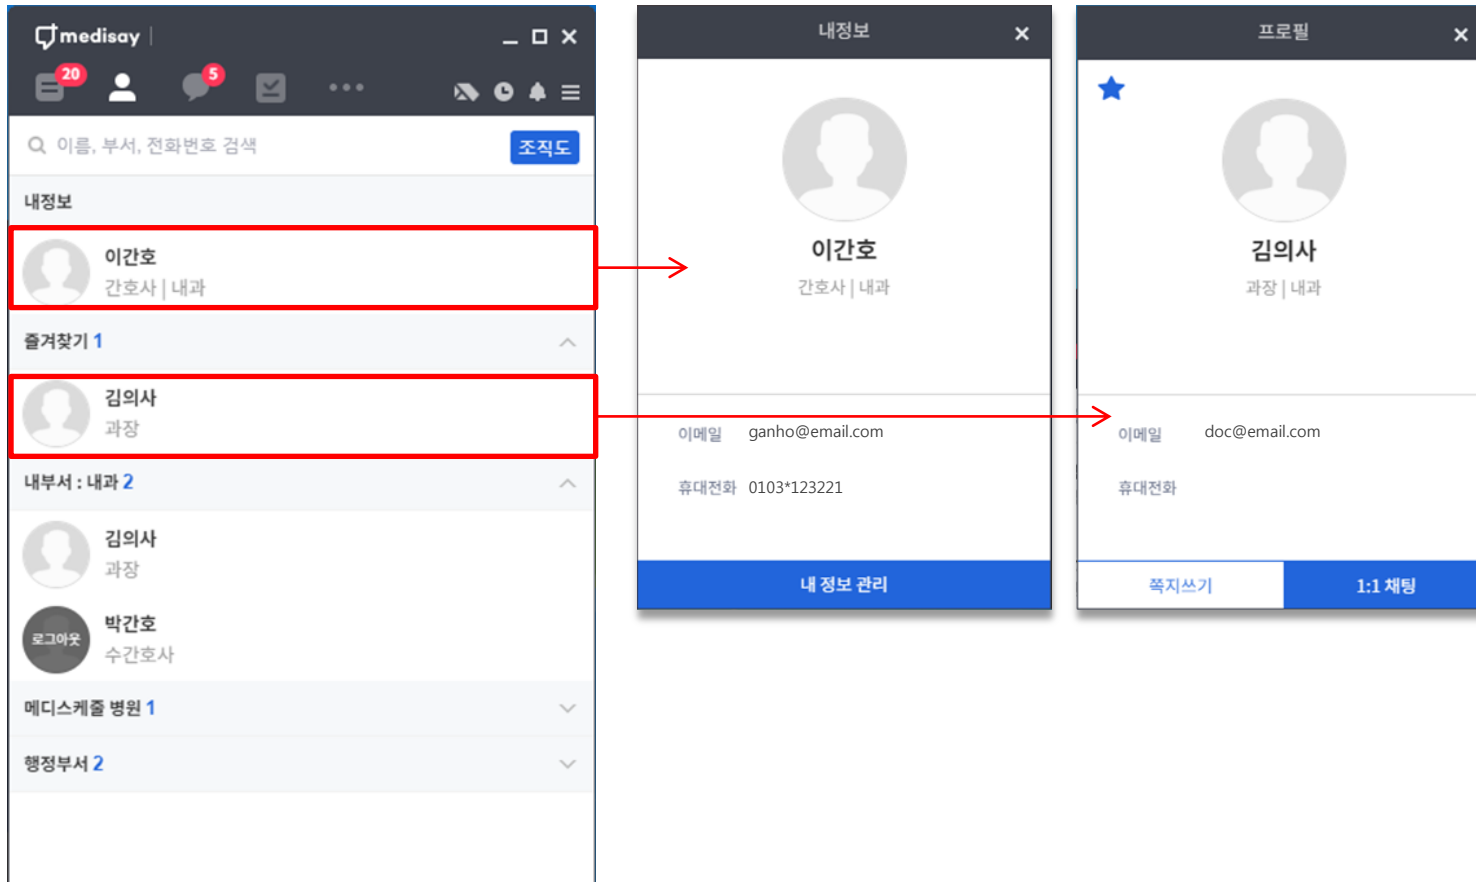 medisay
20
5
이름, 부서, 전화번호 검색
조직도
내정보
이간호
간호사 | 내과
즐겨찾기 1
김의사
과장
내부서 : 내과 2
김의사
과장
로그아웃
박간호
수간호사
메디스케줄 병원 1
행정부서 2
내정보
이간호
간호사 | 내과
이메일 ganho@email.com
휴대전화 0103*123221
내 정보 관리
프로필
김의사
과장 | 내과
이메일 doc@email.com
휴대전화
쪽지쓰기
1:1 채팅